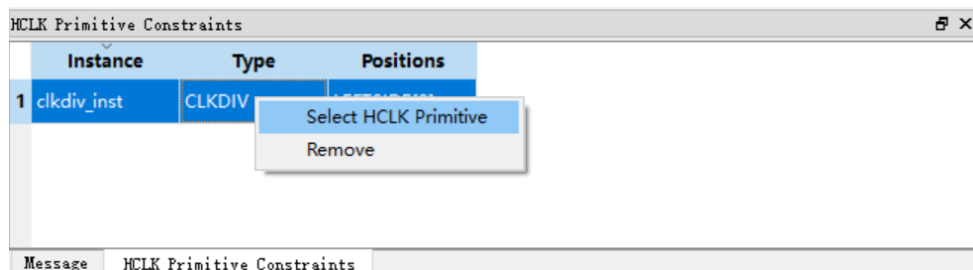 HCLK Primitive Constraints
Instance Type Positions
1 clkdiv_inst CLKDIV
Select HCLK Primitive
Remove
Message HCLK Primitive Constraints